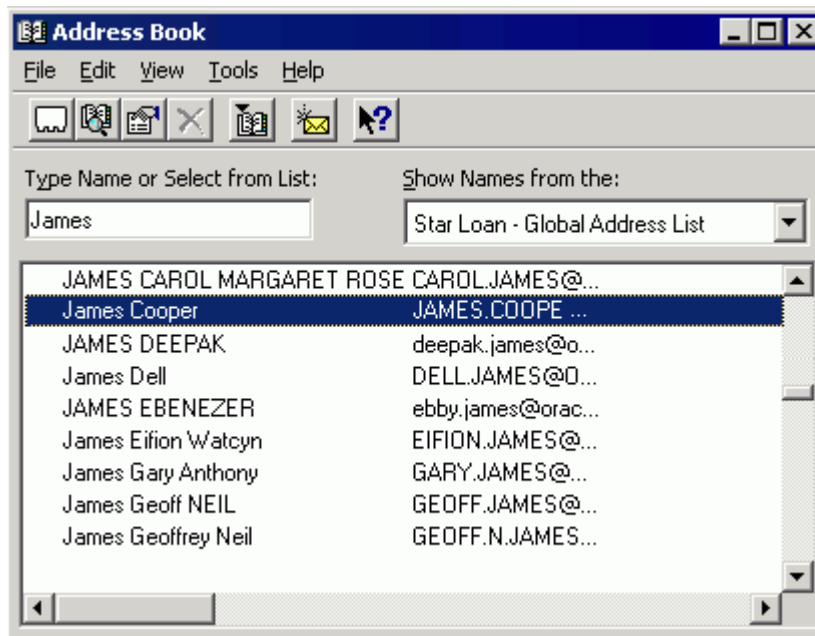 Address Book
File Edit View Tools Help
Type Name or Select from List: Show Names from the:
James Star Loan - Global Address List
JAMES CAROL MARGARET ROSE CAROL.JAMES@...
James Cooper JAMES.COOPE ...
JAMES DEEPAK deepak.james@o...
James Dell DELL.JAMES@O...
JAMES EBENEZER ebby.james@orac...
James Eifion Watcyn EIFION.JAMES@...
James Gary Anthony GARY.JAMES@...
James Geoff NEIL GEOFF.JAMES@...
James Geoffrey Neil GEOFF.N.JAMES...